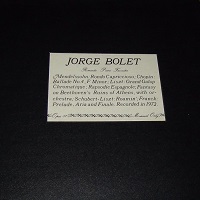 JORGE BOLET
Mendelssohn: Rondo Capriccioso; Chopin:
Ballade No. 4, F Minor; Liszt: Grand Galop
Chromatique; Rapsodie Espagnole; Fantasy
on Beethoven's Ruins of Athens, with or-
chestra; Schubert-Liszt: Franck:
Prelude, Aria and Finale. Recorded in 1972.